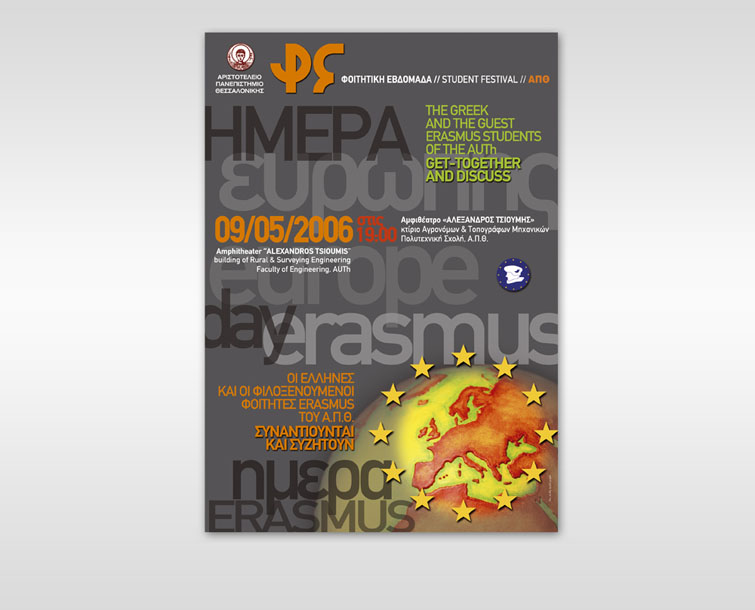 ΑΡΙΣΤΟΤΕΛΕΙΟ
ΠΑΝΕΠΙΣΤΗΜΙΟ
ΘΕΣΣΑΛΟΝΙΚΗΣ
ΦΟΙΤΗΤΙΚΗ ΕΒΔΟΜΑΔΑ // STUDENT FESTIVAL // ΑΠΘ
ΗΜΕΡΑ
ευρώπης
THE GREEK
AND THE GUEST
ERASMUS STUDENTS
OF THE AUTh
GET-TOGETHER
AND DISCUSS
09/05/2006 στις 19:00
Αμφιθέατρο «ΑΛΕΞΑΝΔΡΟΣ ΤΣΙΟΥΜΗΣ»
κτίριο Αγρονόμων & Τοπογράφων Μηχανικών
Πολυτεχνική Σχολή, Α.Π.Θ.
Amphitheater "ALEXANDROS TSIOUMIS"
building of Rural & Surveying Engineering
Faculty of Engineering, AUTh
europe
day
erasmus
ΟΙ ΕΛΛΗΝΕΣ
ΚΑΙ ΟΙ ΦΙΛΟΞΕΝΟΥΜΕΝΟΙ
ΦΟΙΤΗΤΕΣ ERASMUS
ΤΟΥ Α.Π.Θ.
ΣΥΝΑΝΤΙΟΥΝΤΑΙ
ΚΑΙ ΣΥΖΗΤΟΥΝ
ημερα
ERASMUS